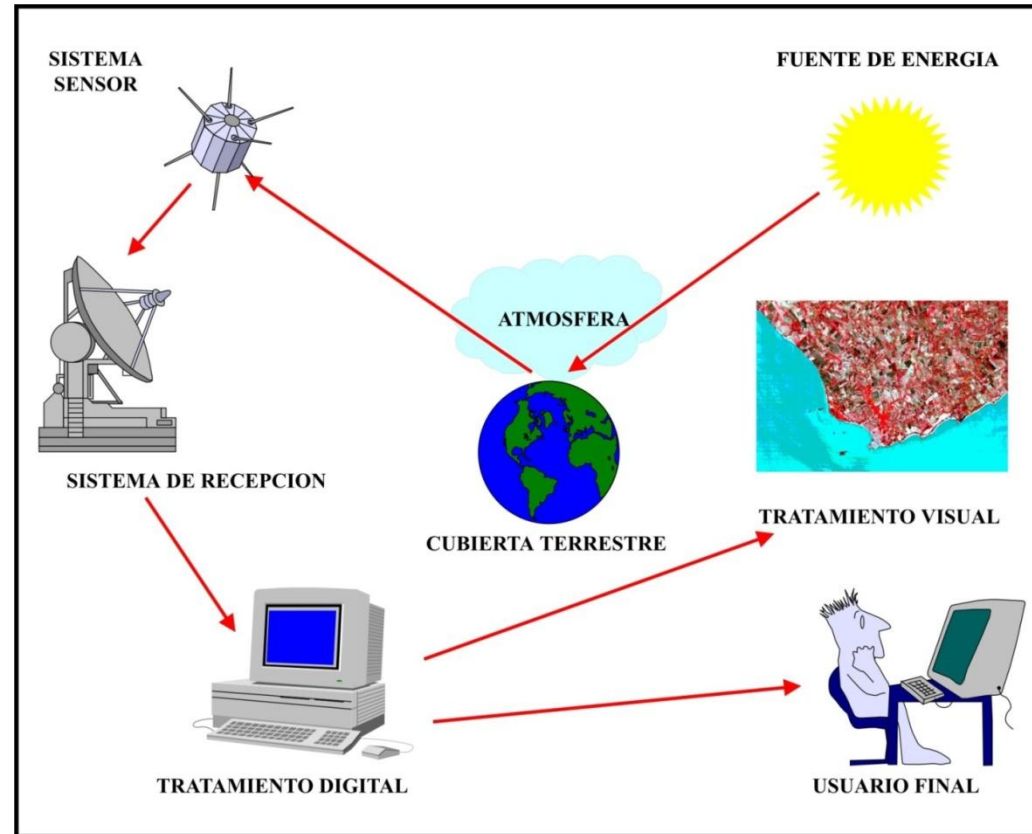 SISTEMA
SENSOR
FUENTE DE ENERGIA
ATMOSFERA
SISTEMA DE RECEPCION
CUBIERTA TERRESTRE
TRATAMIENTO VISUAL
TRATAMIENTO DIGITAL
USUARIO FINAL